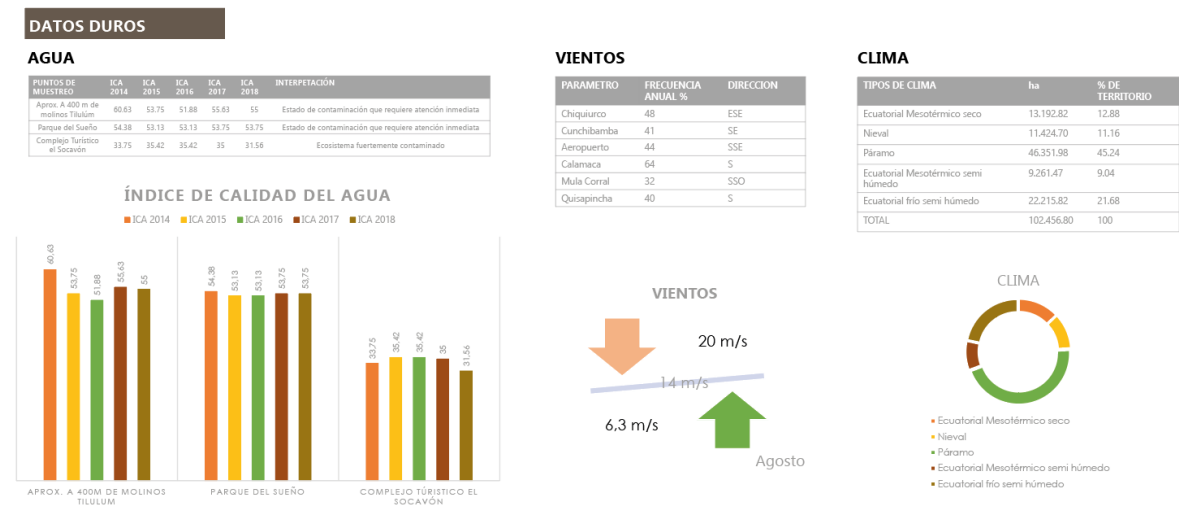 DATOS DUROS
AGUA
PUNTOS DE MUESTREO ICA 2014 ICA 2015 ICA 2016 ICA 2017 ICA 2018 INTERPETACIÓN
Aprox. A 400 m de molinos Tilulúm 60.63 53.75 51.88 55.63 55 Estado de contaminación que requiere atención inmediata
Parque del Sueño 54.38 53.13 53.13 53.75 53.75 Estado de contaminación que requiere atención inmediata
Complejo Turístico el Socavón 33.75 35.42 35.42 35 31.56 Ecosistema fuertemente contaminado
ÍNDICE DE CALIDAD DEL AGUA
ICA 2014 ICA 2015 ICA 2016 ICA 2017 ICA 2018
60,63 53,75 51,88 55,63 55
54,38 53,13 53,13 53,75 53,75
33,75 35,42 35,42 35 31,56
APROX. A 400M DE MOLINOS
TILULUM
PARQUE DEL SUEÑO
COMPLEJO TÚRISTICO EL
SOCAVÓN
VIENTOS
PARAMETRO FRECUENCIA ANUAL % DIRECCION
Chiquiurco 48 ESE
Cunchibamba 41 SE
Aeropuerto 44 SSE
Calamaca 64 S
Mula Corral 32 SSO
Quisapincha 40 S
VIENTOS
20 m/s
14 m/s
6,3 m/s
Agosto
CLIMA
TIPOS DE CLIMA ha % DE TERRITORIO
Ecuatorial Mesotérmico seco 13.192.82 12.88
Nieval 11.424.70 11.16
Páramo 46.351.98 45.24
Ecuatorial Mesotérmico semi húmedo 9.261.47 9.04
Ecuatorial frío semi húmedo 22.215.82 21.68
TOTAL 102.456.80 100
CLIMA
Ecuatorial Mesotérmico seco
Nieval
Páramo
Ecuatorial Mesotérmico semi húmedo
Ecuatorial frío semi húmedo